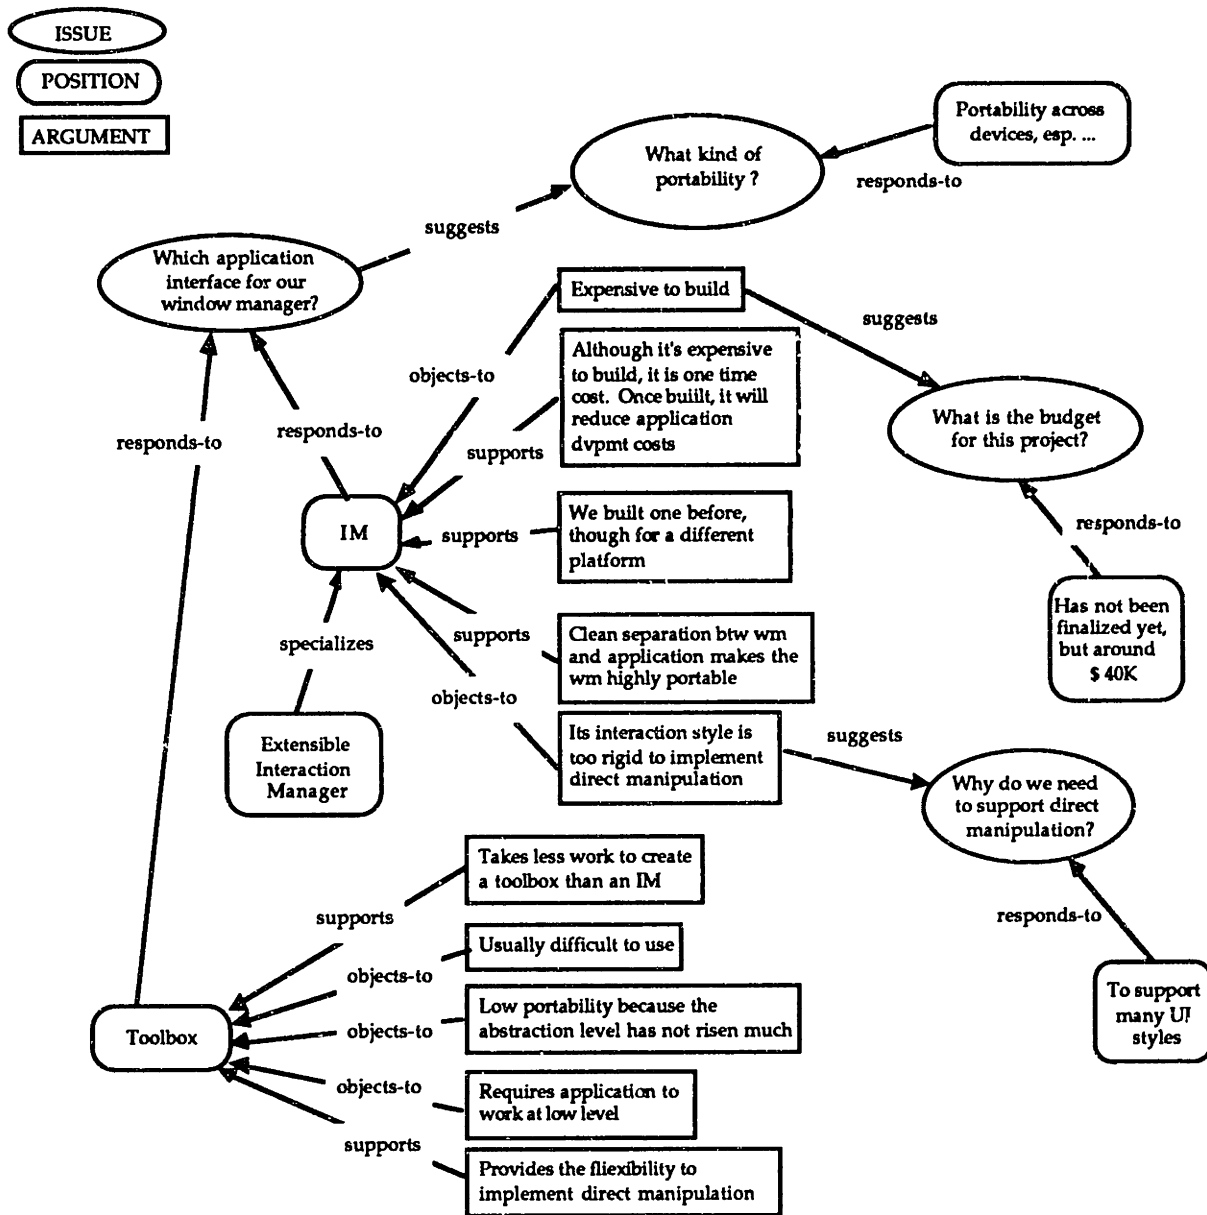 ISSUE
POSITION
ARGUMENT
Portability across
devices, esp. ...
What kind of
portability ?
responds-to
suggests
Which application
interface for our
window manager?
Expensive to build
suggests
objects-to
Although it's expensive
to build, it is one time
cost. Once buiilt, it will
reduce application
dvpmt costs
What is the budget
for this project?
responds-to
responds-to
supports
IM
supports
We built one before,
though for a different
platform
responds-to
Has not been
finalized yet,
but around
$ 40K
specializes
supports
Clean separation btw wm
and application makes the
wm highly portable
objects-to
Extensible
Interaction
Manager
Its interaction style is
too rigid to implement
direct manipulation
suggests
Why do we need
to support direct
manipulation?
Takes less work to create
a toolbox than an IM
supports
responds-to
Usually difficult to use
objects-to
To support
many UI
styles
Toolbox
objects-to
Low portability because the
abstraction level has not risen much
objects-to
Requires application to
work at low level
supports
Provides the fliexibility to
implement direct manipulation